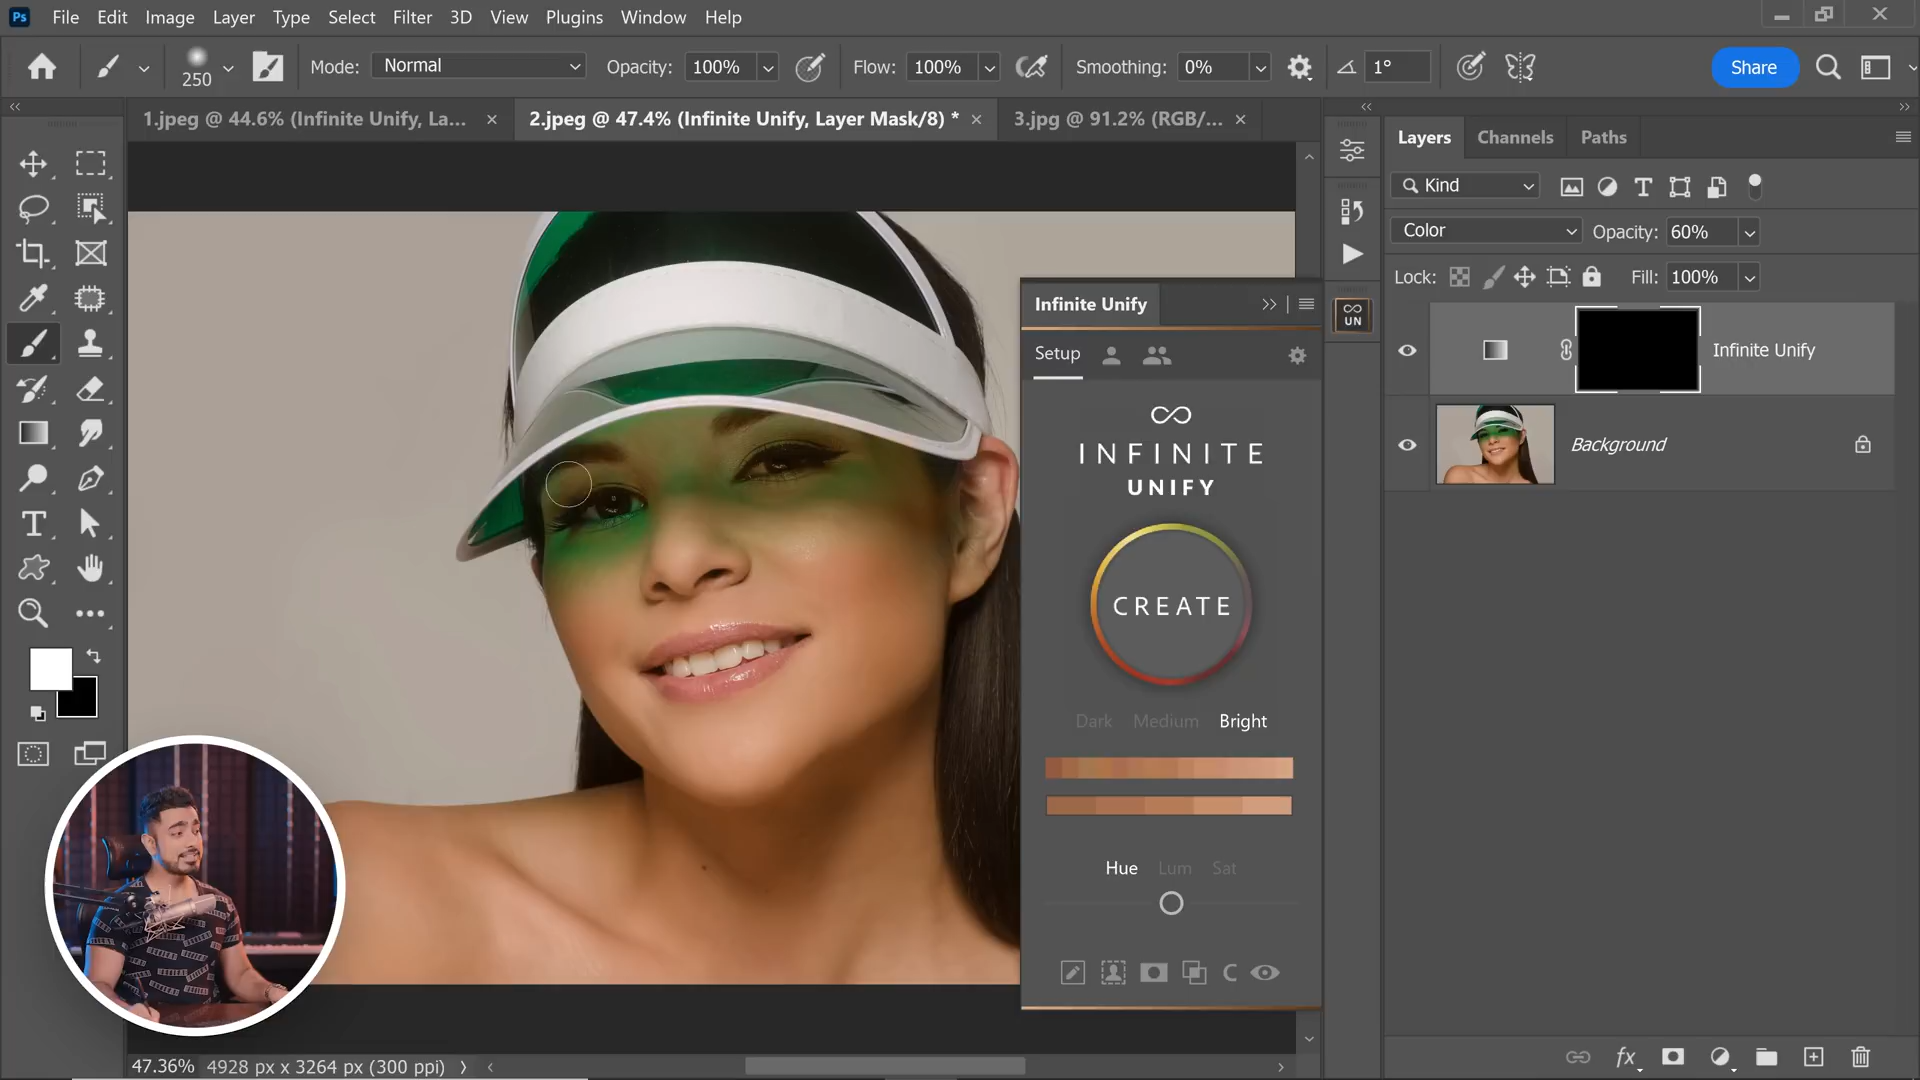 Ps File Edit Image Layer Type Select Filter 3D View Plugins Window Help
250 Mode: Normal Opacity: 100% Flow: 100% Smoothing: 0% 1° Share
1.jpeg @ 44.6% (Infinite Unify, La... × 2.jpeg @ 47.4% (Infinite Unify, Layer Mask/8) * × 3.jpg @ 91.2% (RGB/... ×
Layers Channels Paths
Kind
Color Opacity: 60%
Lock: Fill: 100%
Infinite Unify
Background
UN
Infinite Unify
Setup
INFINITE
UNIFY
CREATE
Dark Medium Bright
Hue Lum Sat
C
47.36% 4928 px x 3264 px (300 ppi)
fx